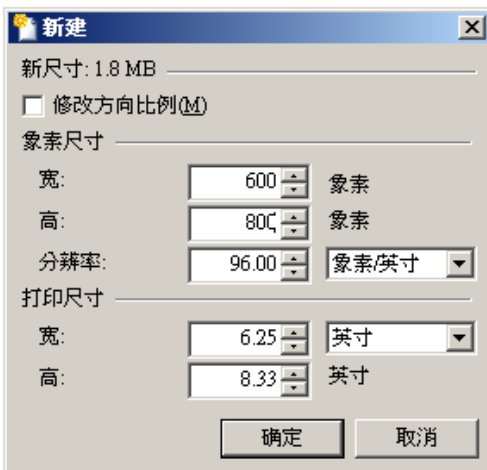 新建
新尺寸: 1.8 MB
修改方向比例(M)
象素尺寸
宽: 600 象素
高: 800 象素
分辨率: 96.00 象素/英寸
打印尺寸
宽: 6.25 英寸
高: 8.33 英寸
确定 取消